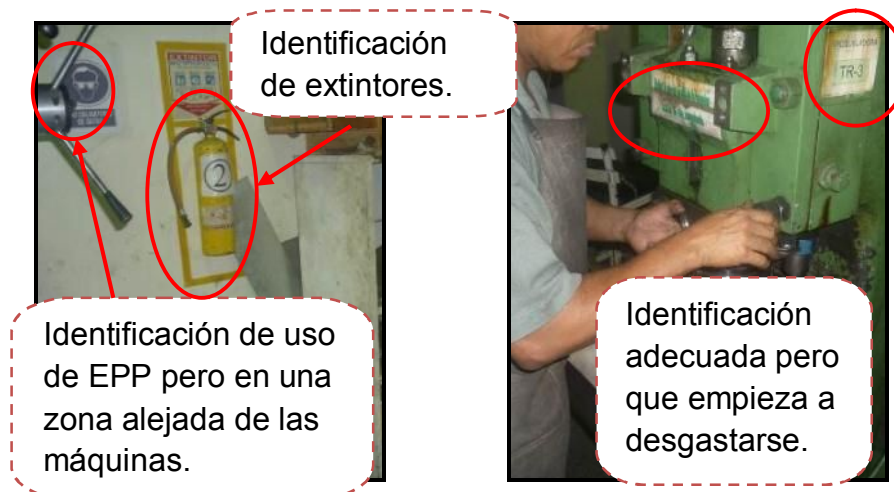 Identificación
de extintores.
EXTINTOR
2
TR-3
Identificación de uso
de EPP pero en una
zona alejada de las
máquinas.
Identificación
adecuada pero
que empieza a
desgastarse.